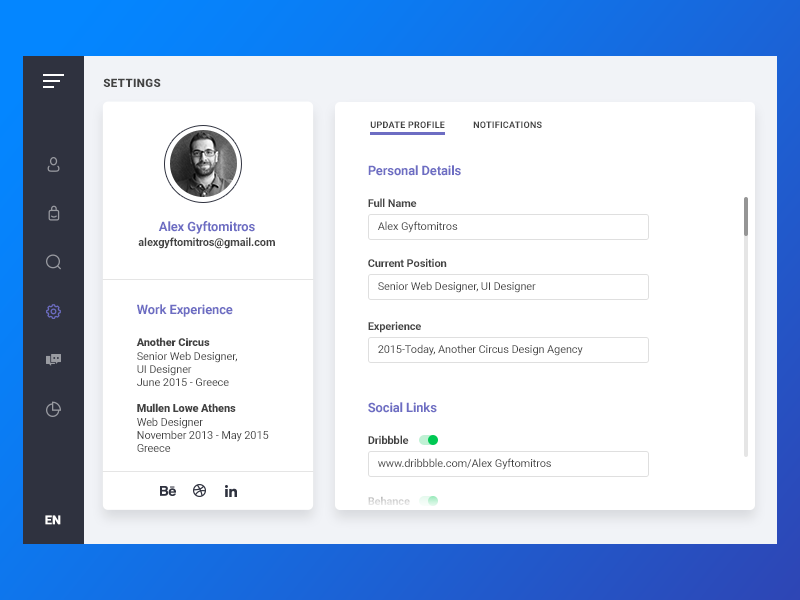 SETTINGS
Alex Gyftomitros
alexgyftomitros@gmail.com
Work Experience
Another Circus
Senior Web Designer,
UI Designer
June 2015 - Greece
Mullen Lowe Athens
Web Designer
November 2013 - May 2015
Greece
Bē
in
EN
UPDATE PROFILE
NOTIFICATIONS
Personal Details
Full Name
Alex Gyftomitros
Current Position
Senior Web Designer, UI Designer
Experience
2015-Today, Another Circus Design Agency
Social Links
Dribbble
www.dribbble.com/Alex Gyftomitros
Behance